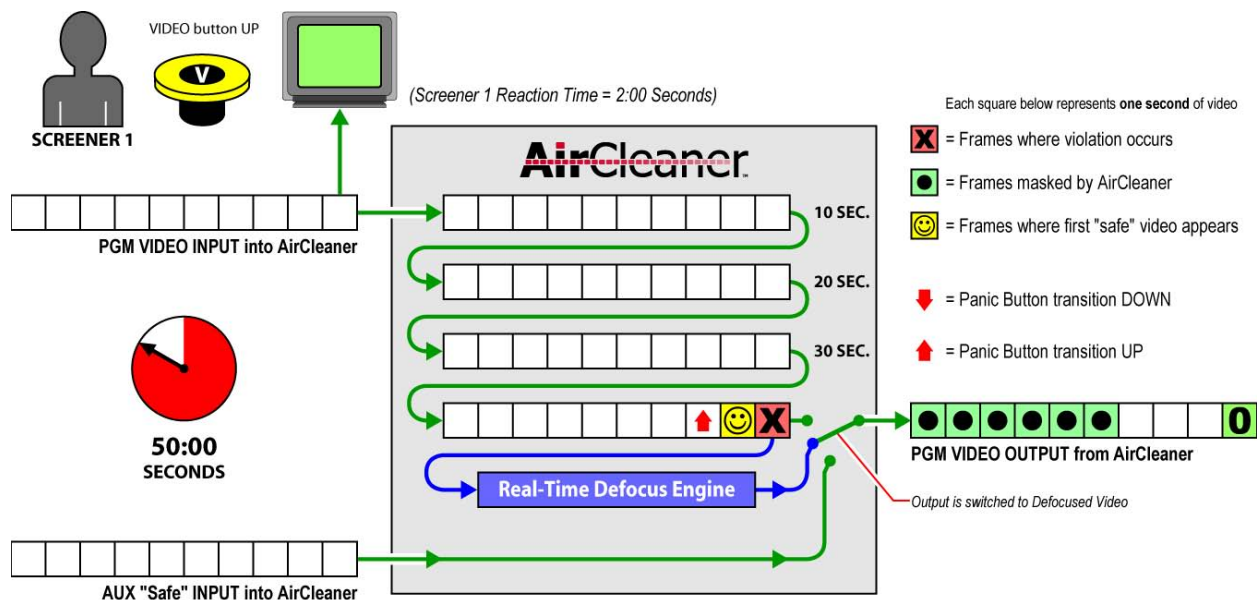 VIDEO button UP
V
SCREENER 1
(Screener 1 Reaction Time = 2:00 Seconds)
AirCleaner™
Each square below represents one second of video
X = Frames where violation occurs
= Frames masked by AirCleaner
= Frames where first "safe" video appears
= Panic Button transition DOWN
= Panic Button transition UP
PGM VIDEO INPUT into AirCleaner
10 SEC.
20 SEC.
30 SEC.
X
50:00
SECONDS
Real-Time Defocus Engine
0
PGM VIDEO OUTPUT from AirCleaner
Output is switched to Defocused Video
AUX "Safe" INPUT into AirCleaner